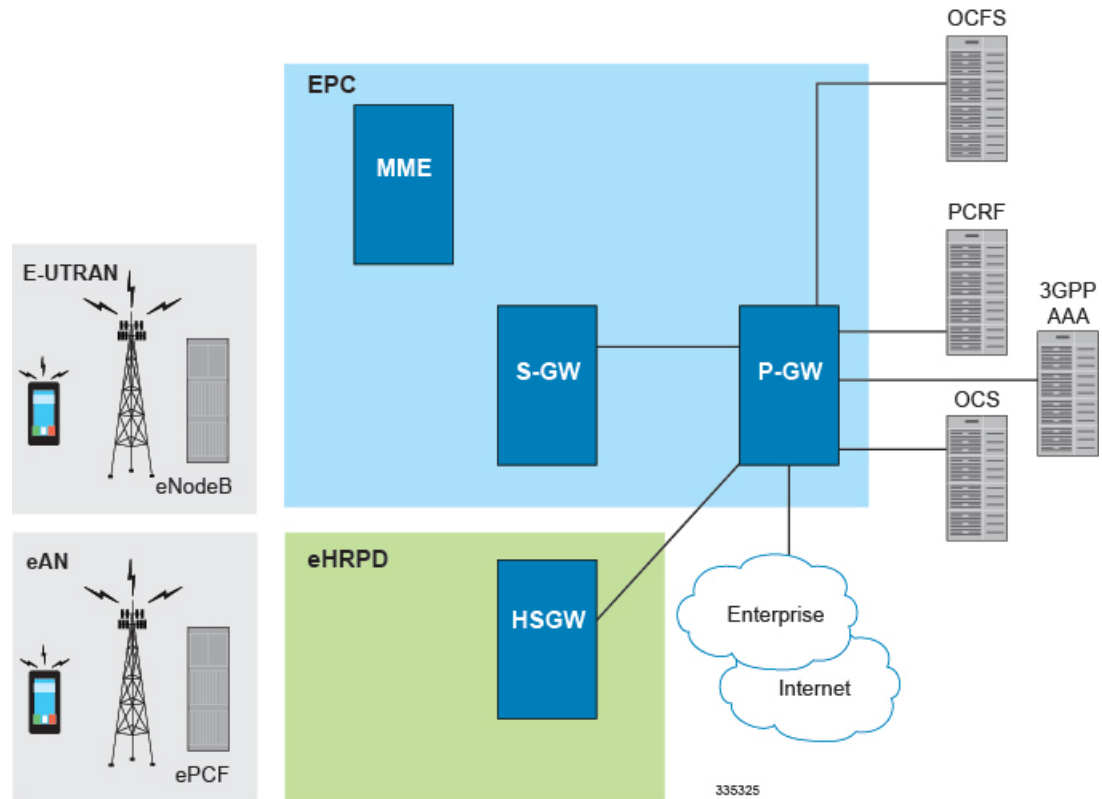 OCFS
EPC
MME
PCRF
E-UTRAN
3GPP
AAA
S-GW
P-GW
OCS
eNodeB
eAN
eHRPD
HSGW
Enterprise
Internet
ePCF
335325